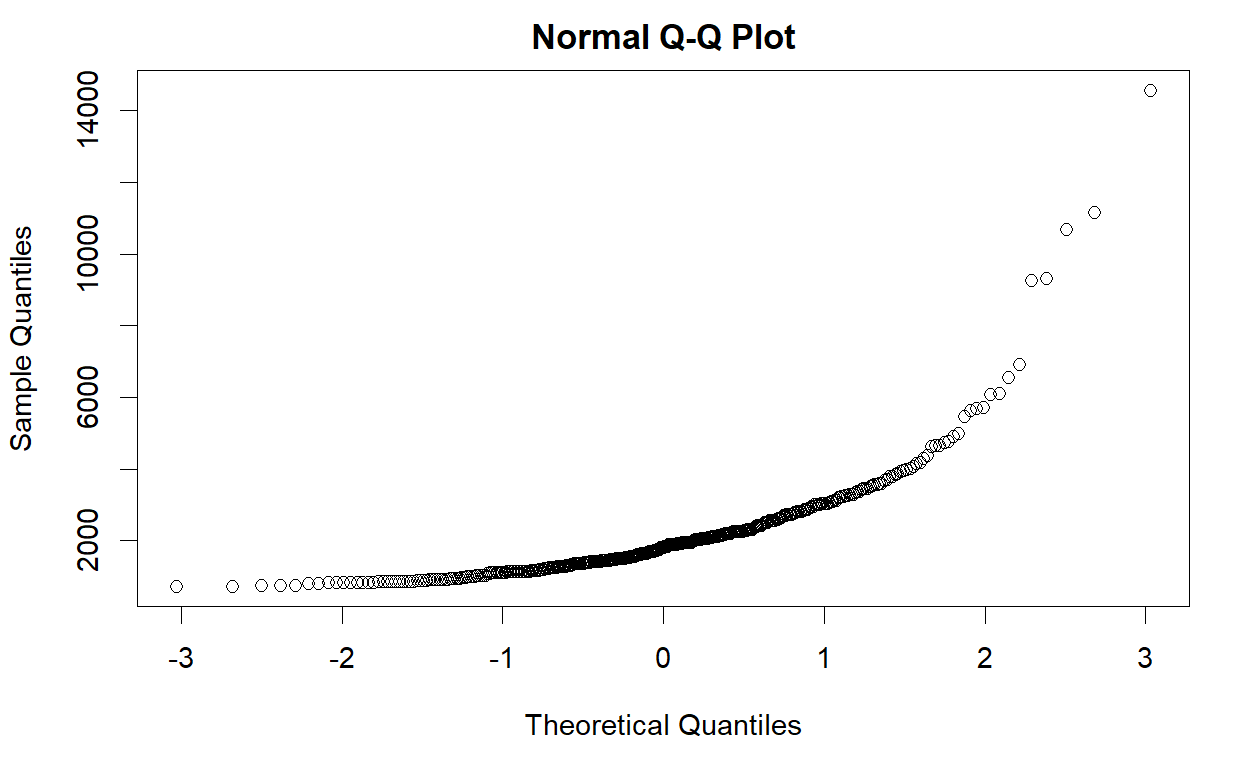 Normal Q-Q Plot
Sample Quantiles
14000
10000
6000
2000
-3 -2 -1 0 1 2 3
Theoretical Quantiles